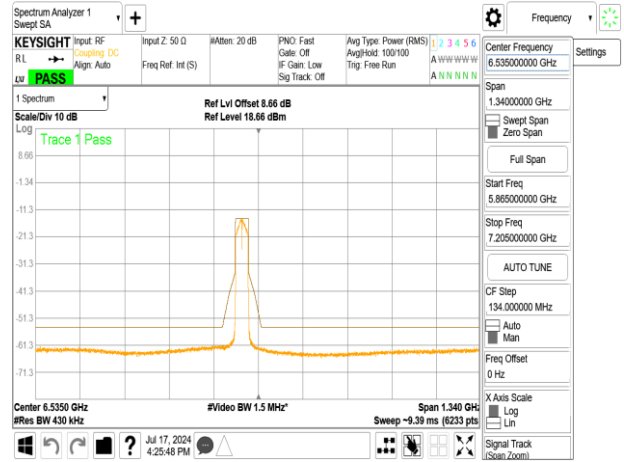 Spectrum Analyzer 1
Swept SA
+
Frequency
KEYSIGHT
RL
LVI PASS
Input: RF
Coupling: DC
Align: Auto
Input Z: 50 Ω
Freq Ref: Int (S)
#Atten: 20 dB
PNO: Fast
Gate: Off
IF Gain: Low
Sig Track: Off
Avg Type: Power (RMS)
Avg|Hold: 100/100
Trig: Free Run
1 2 3 4 5 6
A W W W W W
A N N N N N
Center Frequency
6.535000000 GHz
Settings
Span
1.34000000 GHz
Swept Span
Zero Span
Full Span
Start Freq
5.865000000 GHz
Stop Freq
7.205000000 GHz
AUTO TUNE
CF Step
134.000000 MHz
Auto
Man
Freq Offset
0 Hz
X Axis Scale
Log
Lin
Signal Track
(Span Zoom)
1 Spectrum
Scale/Div 10 dB
Ref Lvl Offset 8.66 dB
Ref Level 18.66 dBm
Log
Trace 1 Pass
8.66
-1.34
-11.3
-21.3
-31.3
-41.3
-51.3
-61.3
-71.3
Center 6.5350 GHz
#Video BW 1.5 MHz*
Span 1.340 GHz
#Res BW 430 kHz
Sweep ~9.39 ms (6233 pts
?
Jul 17, 2024
4:25:48 PM